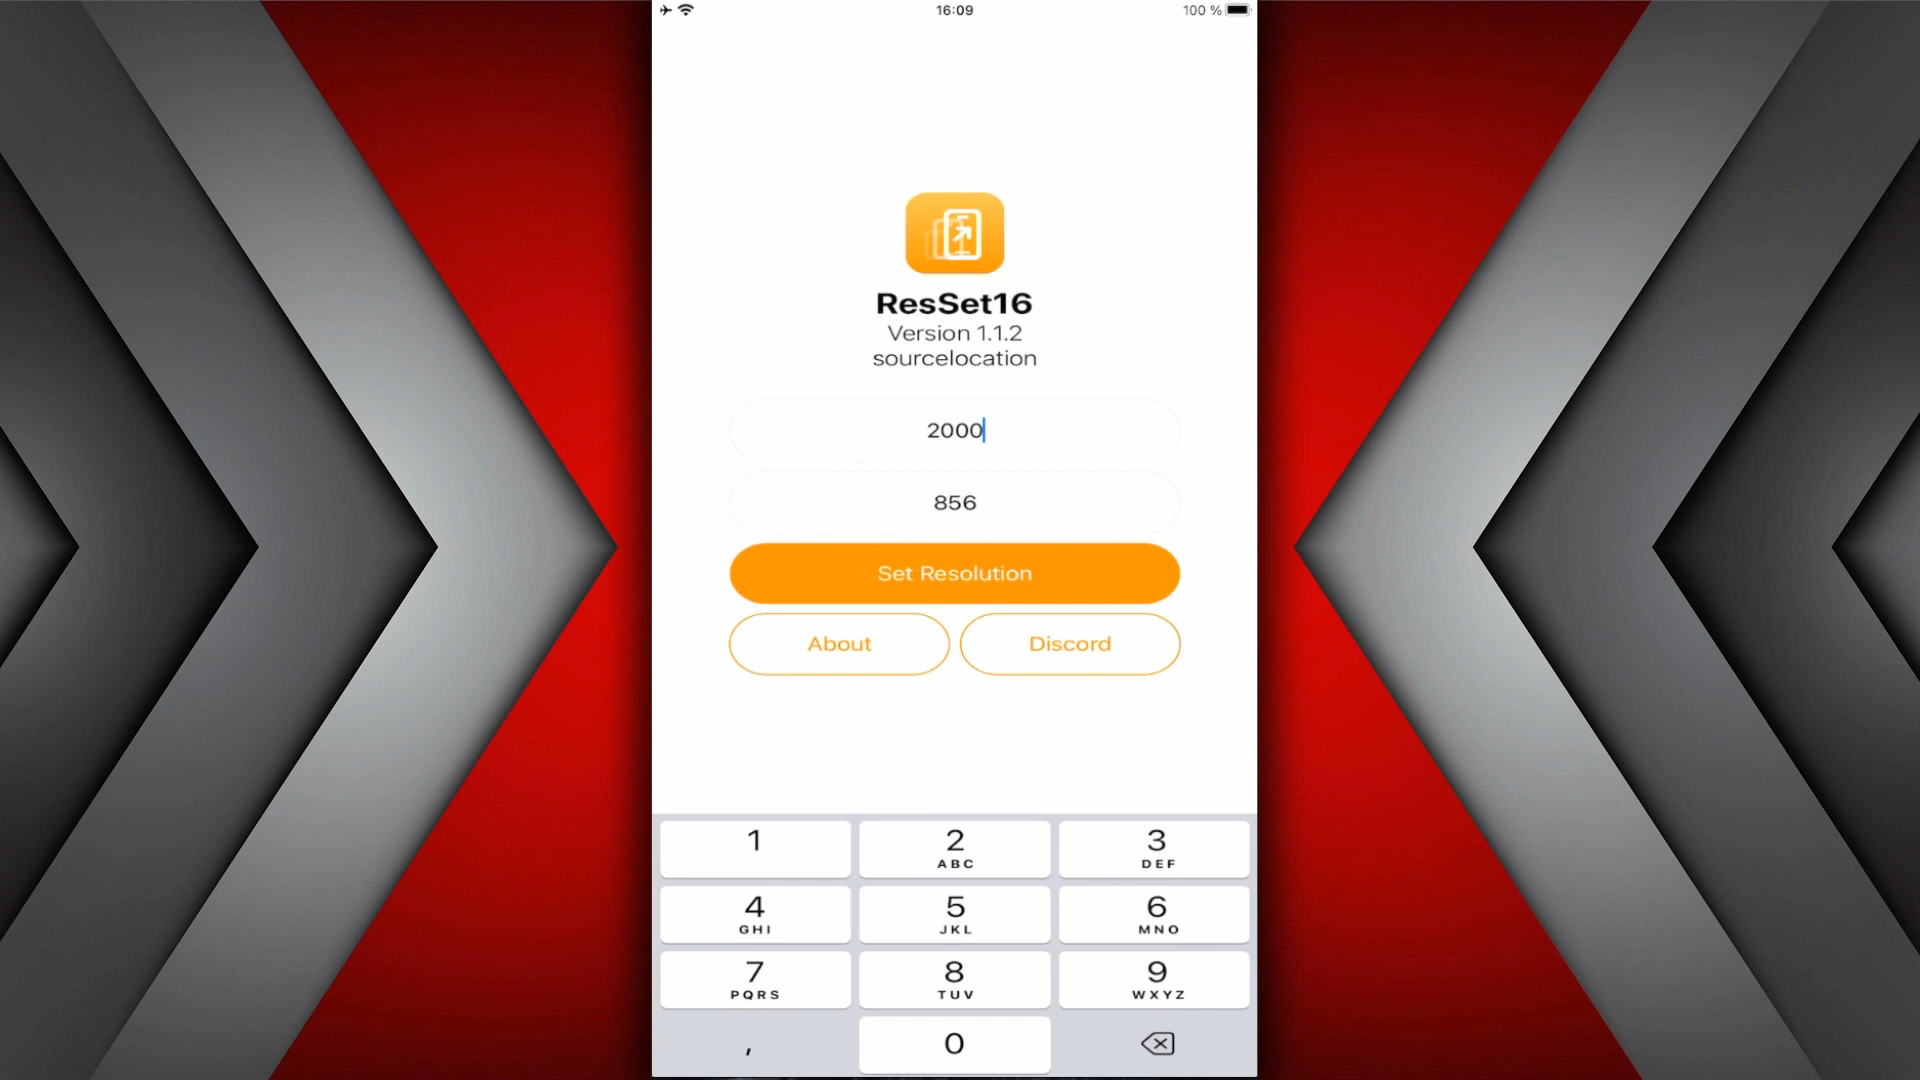 16:09
100 %
ResSet16
Version 1.1.2
sourcelocation
2000
856
Set Resolution
About
Discord
1
2
ABC
3
DEF
4
GHI
5
JKL
6
MNO
7
PQRS
8
TUV
9
WXYZ
,
0